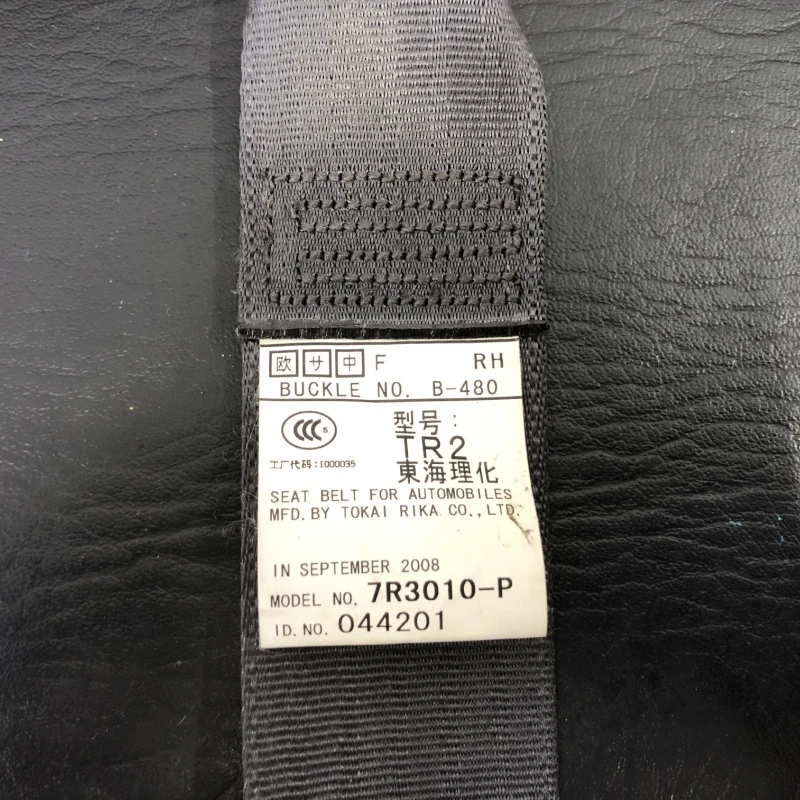 欧 サ 中 F RH
BUCKLE NO. B-480
CCC S
型号:
TR2
工厂代码:1000035
東海理化
SEAT BELT FOR AUTOMOBILES
MFD.BY TOKAI RIKA CO.,LTD.
IN SEPTEMBER 2008
MODEL NO. 7R3010-P
ID.NO. 044201